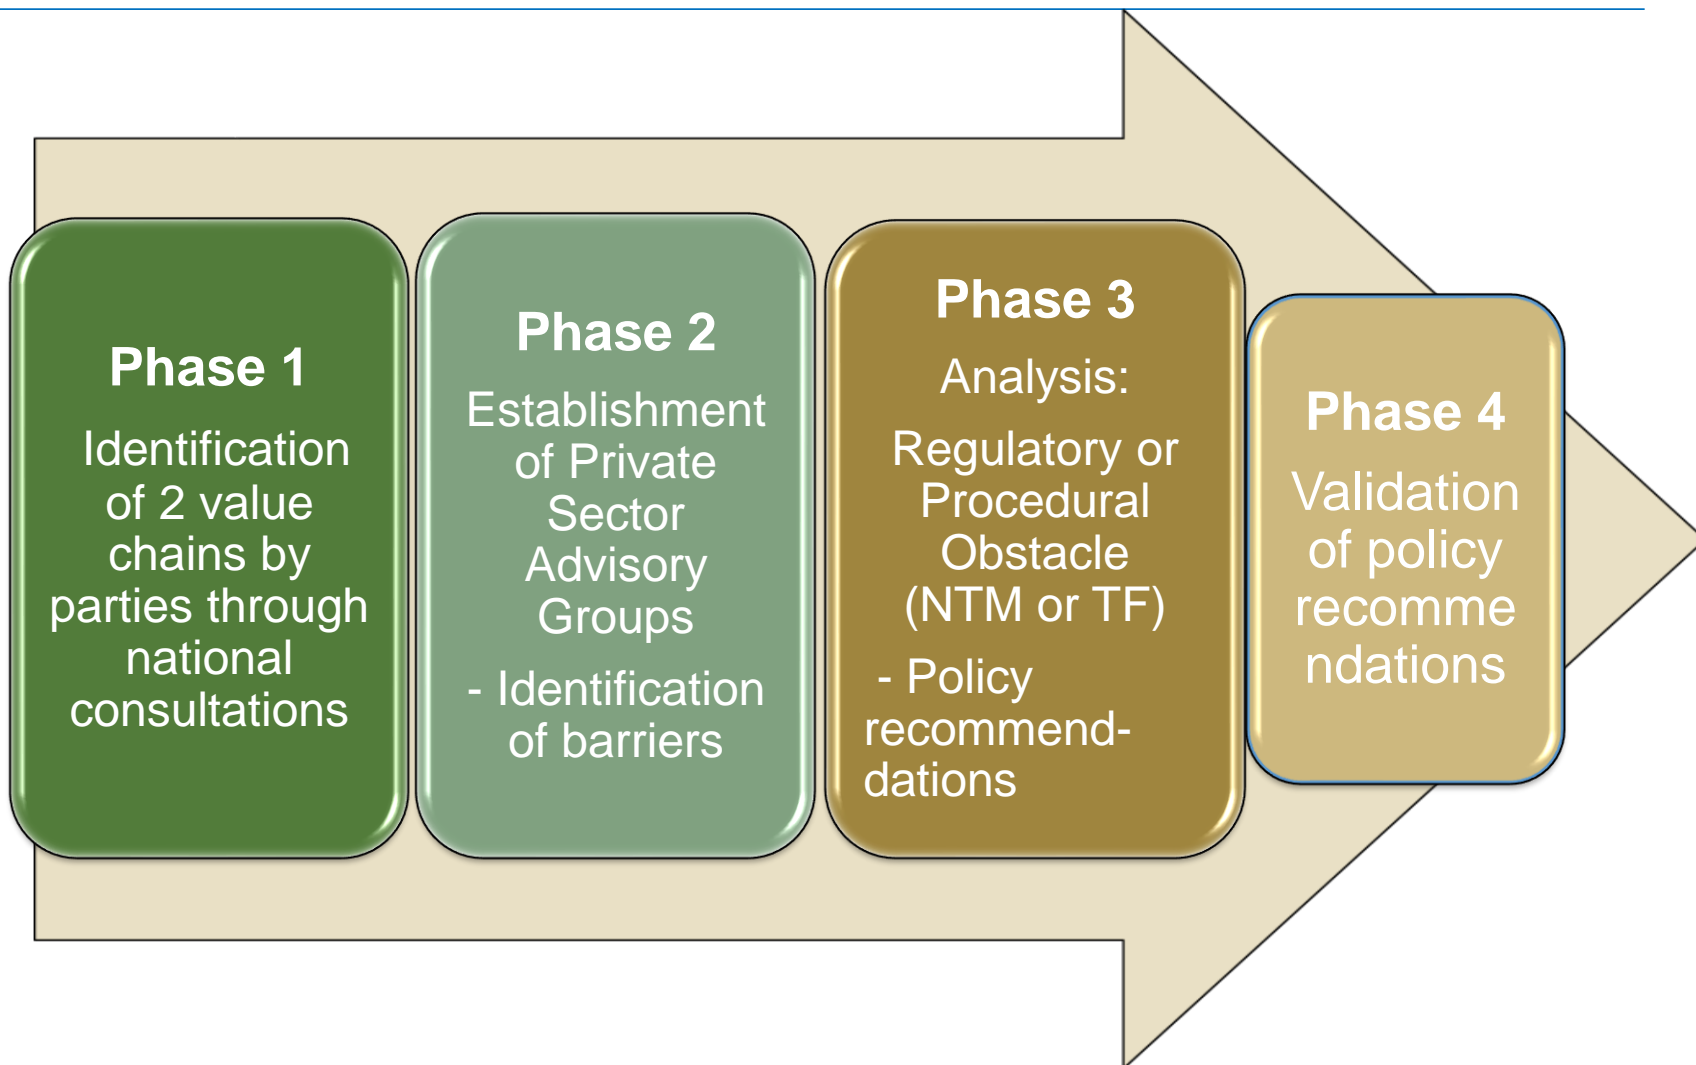 Phase 1
Identification
of 2 value
chains by
parties through
national
consultations
Phase 2
Establishment
of Private
Sector
Advisory
Groups
- Identification
of barriers
Phase 3
Analysis:
Regulatory or
Procedural
Obstacle
(NTM or TF)
- Policy
recommend-
dations
Phase 4
Validation
of policy
recomme
ndations